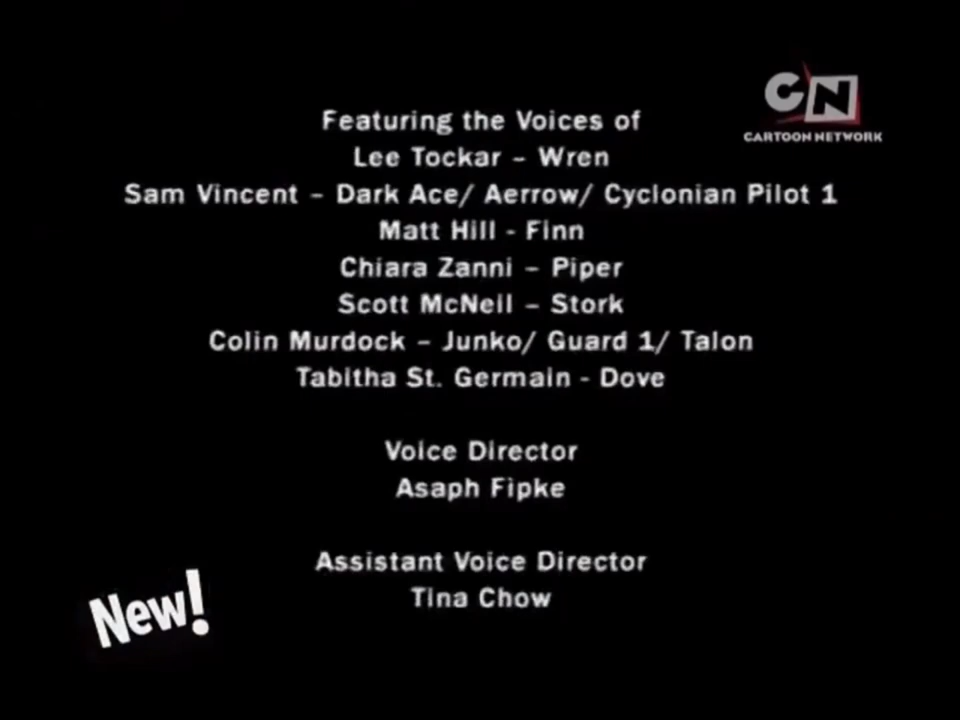 CN
CARTOON NETWORK
Featuring the Voices of
Lee Tockar – Wren
Sam Vincent – Dark Ace/ Aerrow/ Cyclonian Pilot 1
Matt Hill - Finn
Chiara Zanni – Piper
Scott McNeil – Stork
Colin Murdock – Junko/ Guard 1/ Talon
Tabitha St. Germain - Dove
Voice Director
Asaph Fipke
Assistant Voice Director
Tina Chow
New!